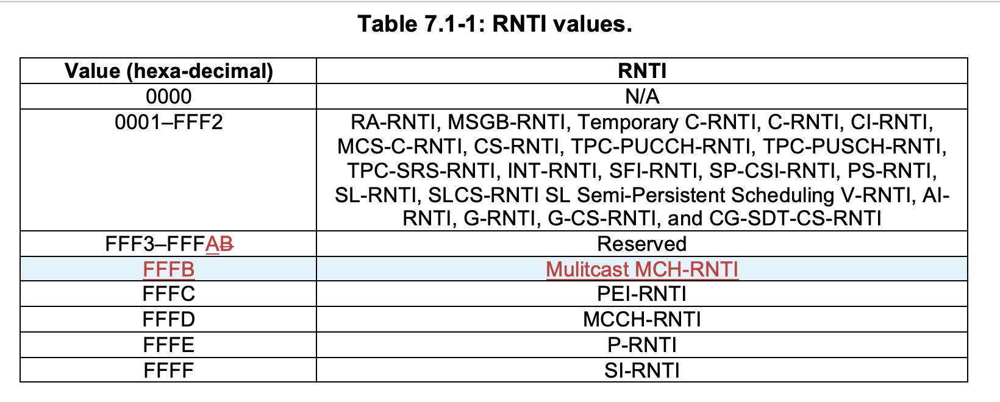 Table 7.1-1: RNTI values.
Value (hexa-decimal) RNTI
0000 N/A
0001–FFF2 RA-RNTI, MSGB-RNTI, Temporary C-RNTI, C-RNTI, CI-RNTI,
MCS-C-RNTI, CS-RNTI, TPC-PUCCH-RNTI, TPC-PUSCH-RNTI,
TPC-SRS-RNTI, INT-RNTI, SFI-RNTI, SP-CSI-RNTI, PS-RNTI,
SL-RNTI, SLCS-RNTI SL Semi-Persistent Scheduling V-RNTI, AI-
RNTI, G-RNTI, G-CS-RNTI, and CG-SDT-CS-RNTI
FFF3–FFFAB Reserved
FFFB Mulitcast MCH-RNTI
FFFC PEI-RNTI
FFFD MCCH-RNTI
FFFE P-RNTI
FFFF SI-RNTI